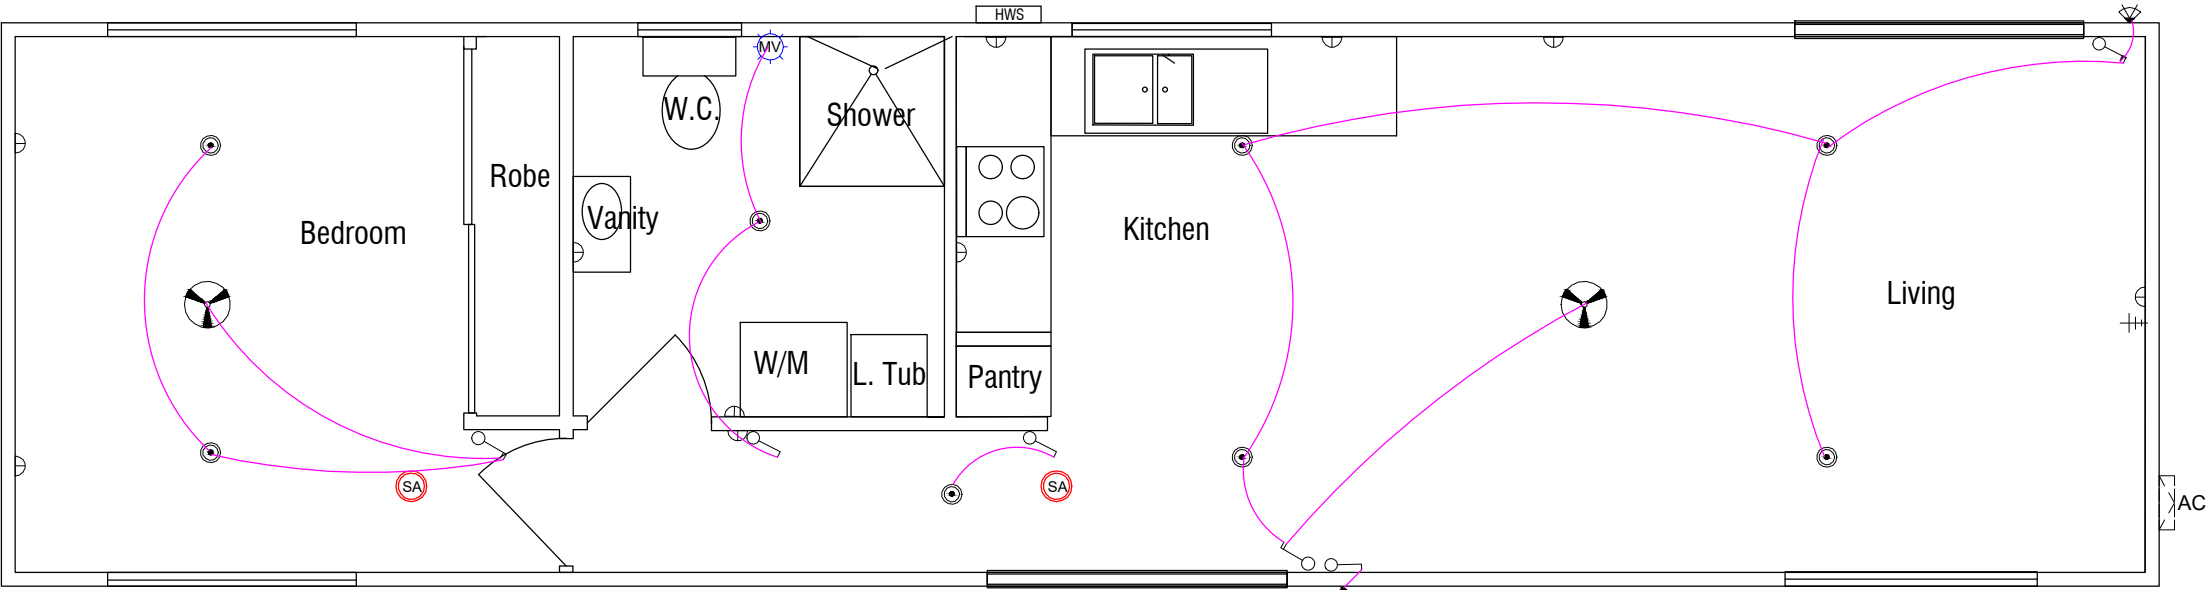 HWS
MV
W.C.
Shower
Robe
Vanity
Bedroom
Kitchen
Living
W/M
L. Tub
Pantry
SA
SA
AC